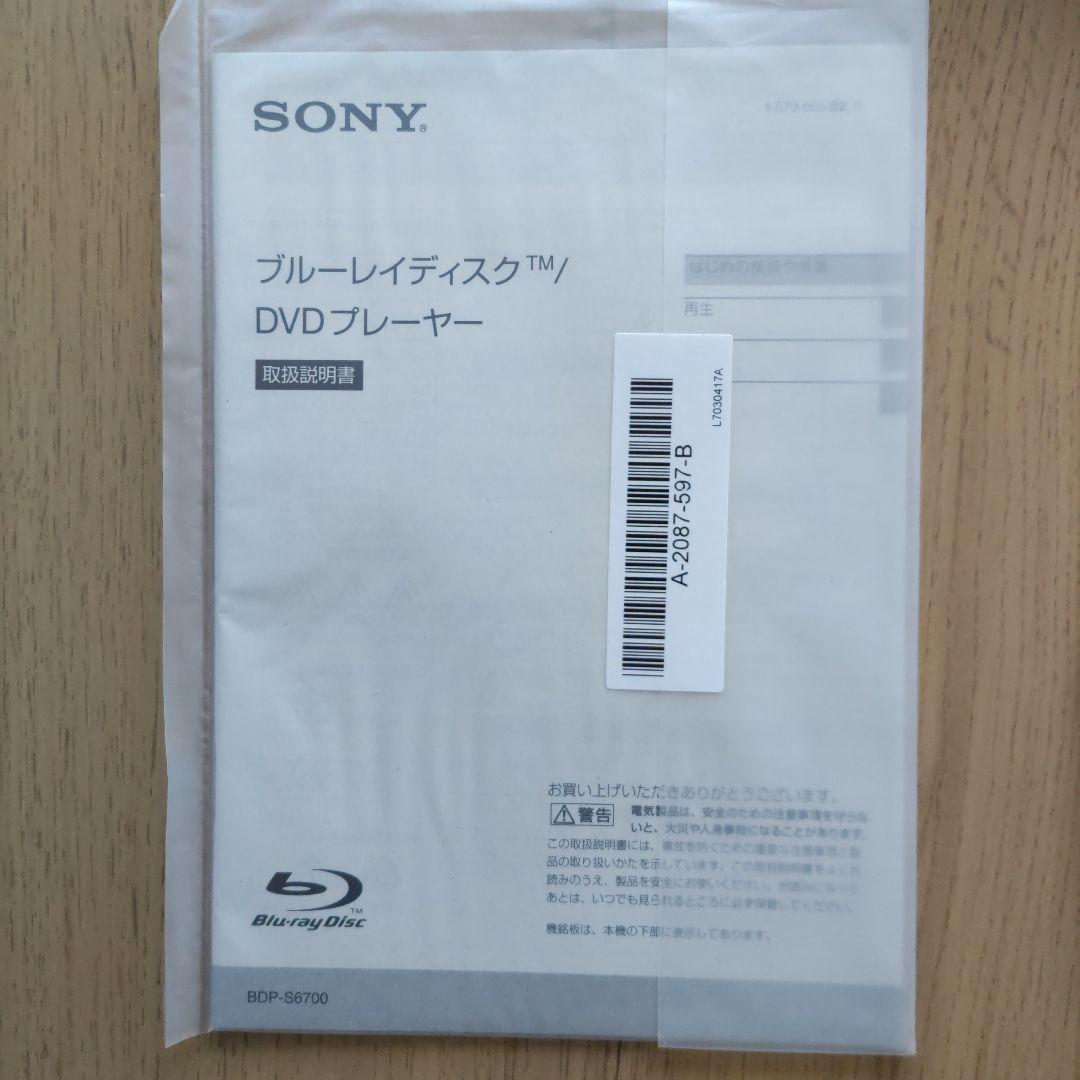 SONY®
4-579-665-02(1)
ブルーレイディスク™/
DVDプレーヤー
取扱説明書
はじめの接続や準備
再生
L7030417A
A-2087-597-B
お買い上げいただきありがとうございます。
警告
電気製品は、安全のための注意事項を守らな
いと、火災や人身事故になることがあります。
この取扱説明書には、事故を防ぐための重要な注意事項と製
品の取り扱いかたを示しています。この取扱説明書をよくお
読みのうえ、製品を安全にお使いください。お読みになった
あとは、いつでも見られるところに必ず保管してください。
機銘板は、本機の下部に表示してあります。
Blu-ray Disc™
BDP-S6700